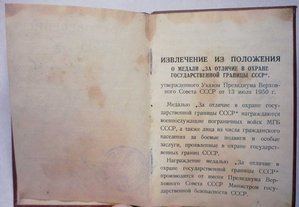 ИЗВЛЕЧЕНИЕ ИЗ ПОЛОЖЕНИЯ
О МЕДАЛИ „ЗА ОТЛИЧИЕ В ОХРАНЕ
ГОСУДАРСТВЕННОЙ ГРАНИЦЫ СССР“,
утвержденного Указом Президиума Верхов-
ного Совета СССР от 13 июля 1950 г.
Медалью „За отличие в охране госу-
дарственной границы СССР“ награждаются
военнослужащие пограничных войск МГБ
СССР, а также лица из числа гражданского
населения за боевые подвиги и особые
заслуги, проявленные в охране государствен-
ных границ СССР.
Награждение медалью „За отличие в
охране государственной границы СССР“
производится от имени Президиума Верхов-
ного Совета СССР Министром госу-
дарственной безопасности СССР.